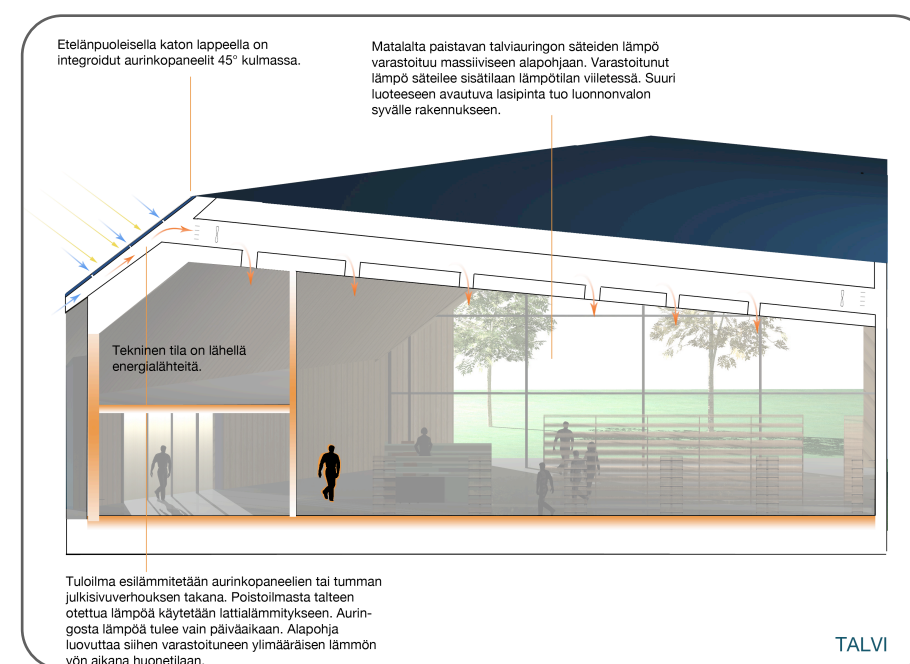 Etelänpuoleisella katon lappeella on
integroidut aurinkopaneelit 45° kulmassa.
Matalalta paistavan talviauringon säteiden lämpö
varastoituu massiiviseen alapohjaan. Varastoitunut
lämpö säteilee sisätilaan lämpötilan viiletessä. Suuri
luoteeseen avautuva lasipinta tuo luonnonvalon
syvälle rakennukseen.
Tekninen tila on lähellä
energialähteitä.
Tuloilma esilämmitetään aurinkopaneelien tai tumman
julkisivuverhouksen takana. Poistoilmasta talteen
otettua lämpöä käytetään lattialämmitykseen. Aurin-
gosta lämpöä tulee vain päiväaikaan. Alapohja
luovuttaa siihen varastoituneen ylimääräisen lämmön
yön aikana huonetilaan.
TALVI